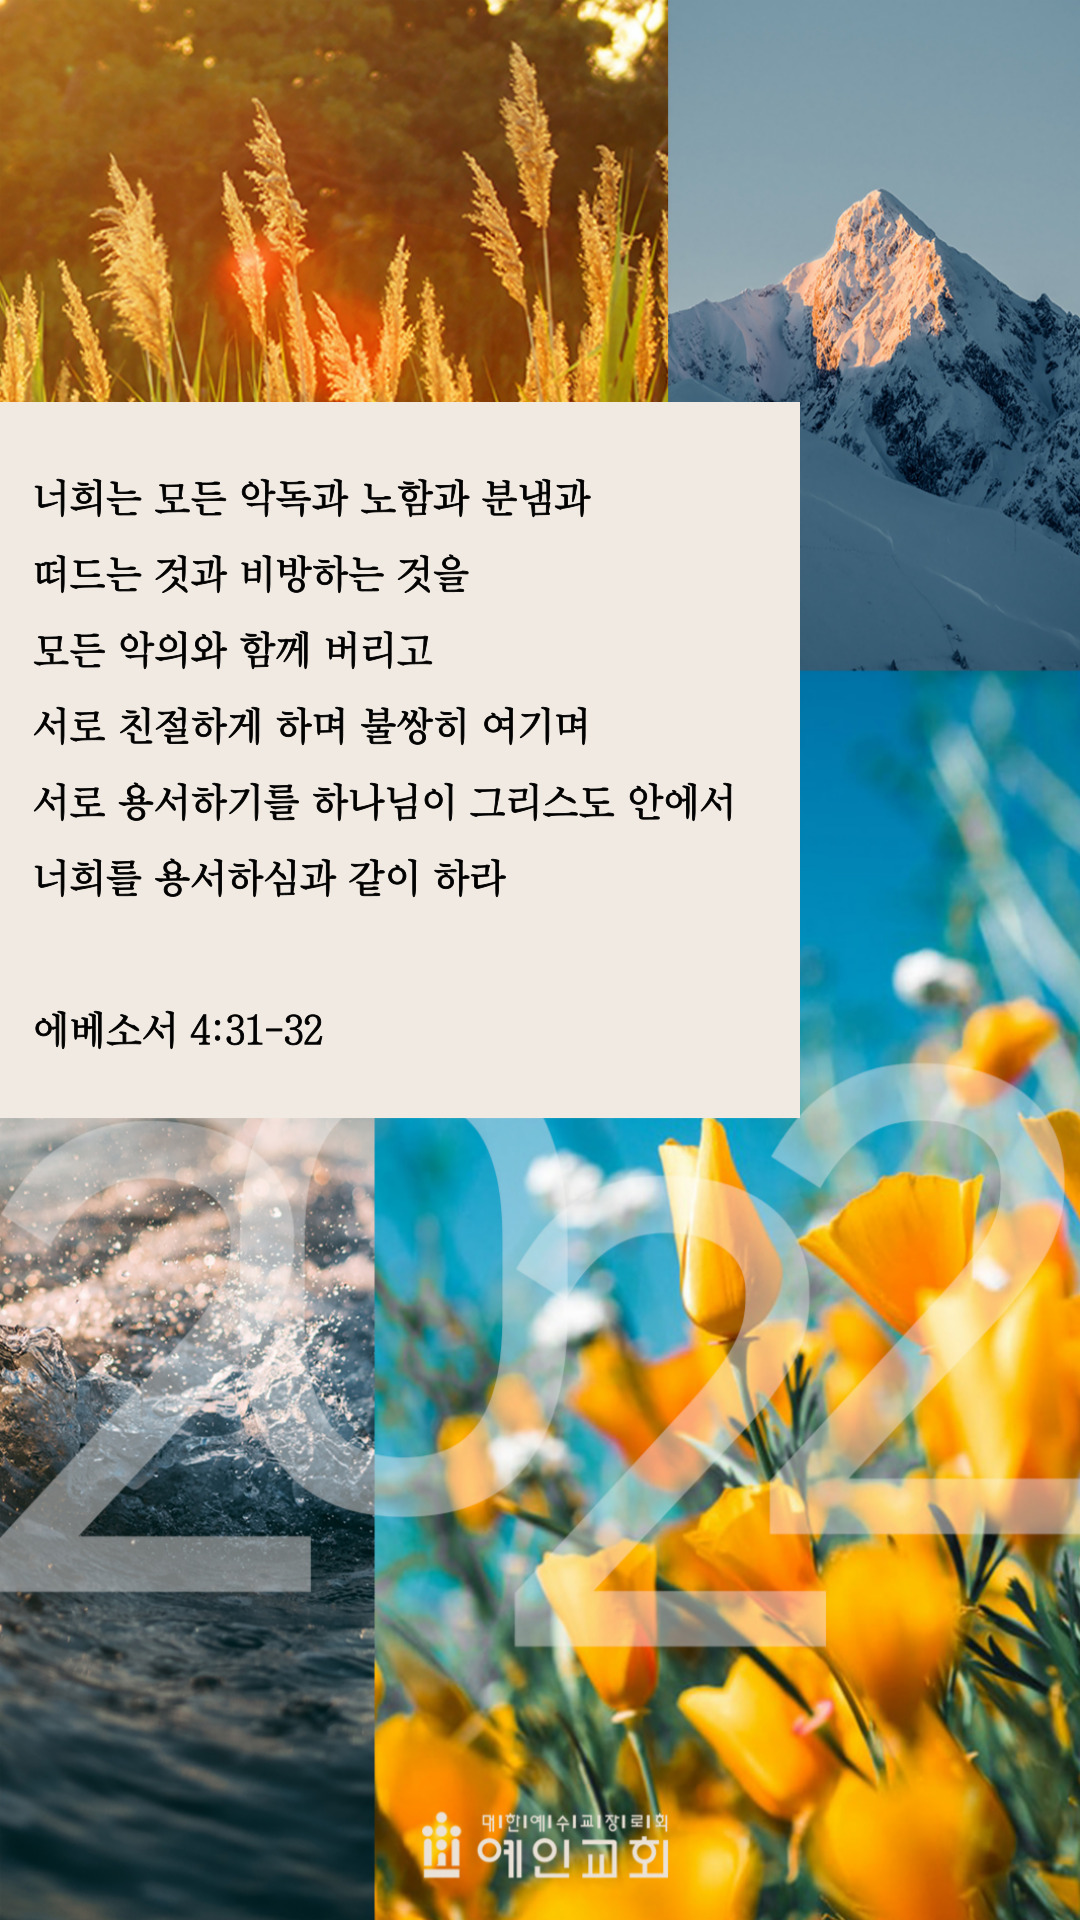 너희는 모든 악독과 노함과 분냄과
떠드는 것과 비방하는 것을
모든 악의와 함께 버리고
서로 친절하게 하며 불쌍히 여기며
서로 용서하기를 하나님이 그리스도 안에서
너희를 용서하심과 같이 하라
에베소서 4:31-32
2022
대한예수교장로회
예인교회